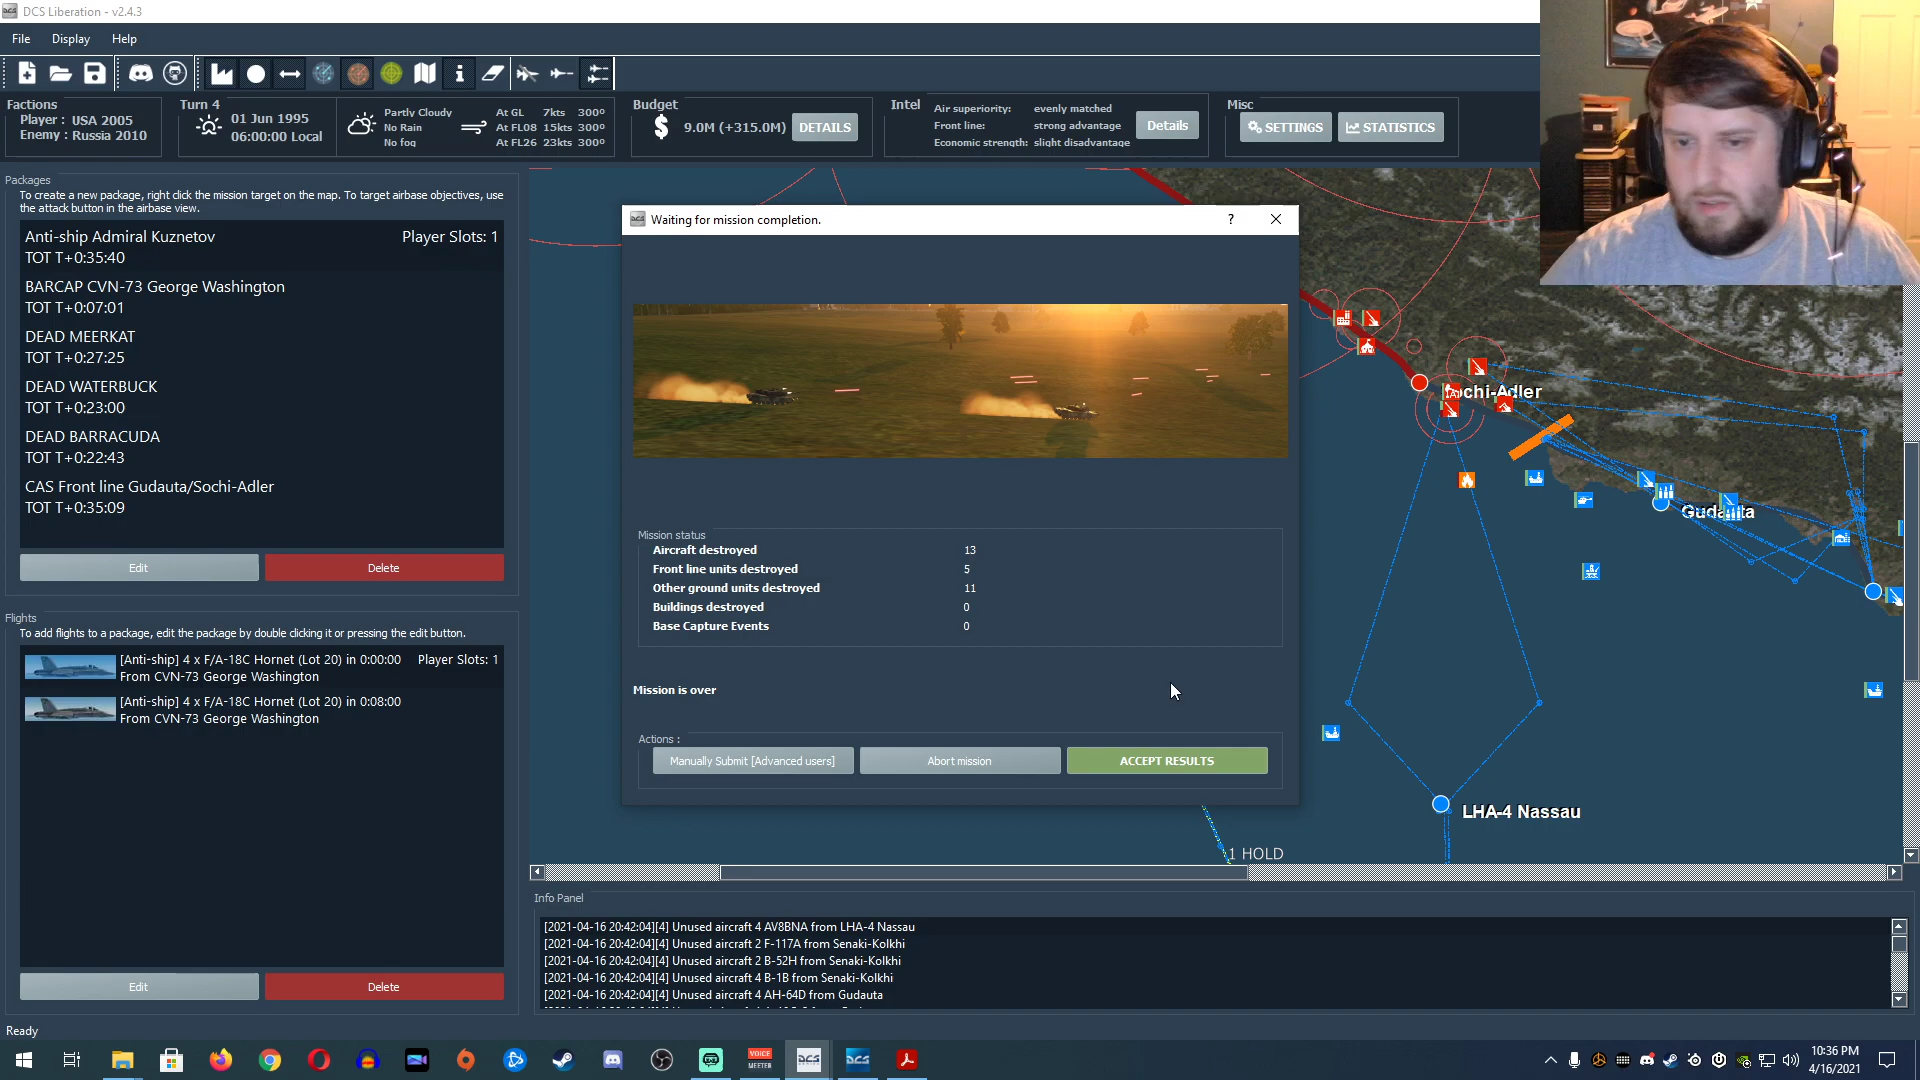 DCS Liberation - v2.4.3
File Display Help
Factions
Player : USA 2005
Enemy : Russia 2010
Turn 4
01 Jun 1995
06:00:00 Local
Partly Cloudy
No Rain
No fog
At GL 7kts 300º
At FL08 15kts 300º
At FL26 23kts 300º
Budget
$ 9.0M (+315.0M) DETAILS
Intel
Air superiority: evenly matched
Front line: strong advantage
Economic strength: slight disadvantage
Details
Misc
SETTINGS
STATISTICS
Packages
To create a new package, right click the mission target on the map. To target airbase objectives, use
the attack button in the airbase view.
Anti-ship Admiral Kuznetov Player Slots: 1
TOT T+0:35:40
BARCAP CVN-73 George Washington
TOT T+0:07:01
DEAD MEERKAT
TOT T+0:27:25
DEAD WATERBUCK
TOT T+0:23:00
DEAD BARRACUDA
TOT T+0:22:43
CAS Front line Gudauta/Sochi-Adler
TOT T+0:35:09
Edit Delete
Flights
To add flights to a package, edit the package by double clicking it or pressing the edit button.
[Anti-ship] 4 x F/A-18C Hornet (Lot 20) in 0:00:00 Player Slots: 1
From CVN-73 George Washington
[Anti-ship] 4 x F/A-18C Hornet (Lot 20) in 0:08:00
From CVN-73 George Washington
Edit Delete
Ready
Waiting for mission completion. ?
Mission status
Aircraft destroyed 13
Front line units destroyed 5
Other ground units destroyed 11
Buildings destroyed 0
Base Capture Events 0
Mission is over
Actions :
Manually Submit [Advanced users] Abort mission ACCEPT RESULTS
Sochi-Adler
Gudauta
LHA-4 Nassau
1 HOLD
Info Panel
[2021-04-16 20:42:04][4] Unused aircraft 4 AV8BNA from LHA-4 Nassau
[2021-04-16 20:42:04][4] Unused aircraft 2 F-117A from Senaki-Kolkhi
[2021-04-16 20:42:04][4] Unused aircraft 2 B-52H from Senaki-Kolkhi
[2021-04-16 20:42:04][4] Unused aircraft 4 B-1B from Senaki-Kolkhi
[2021-04-16 20:42:04][4] Unused aircraft 4 AH-64D from Gudauta
VOICE
MEETER
DCS
DCS
10:36 PM
4/16/2021